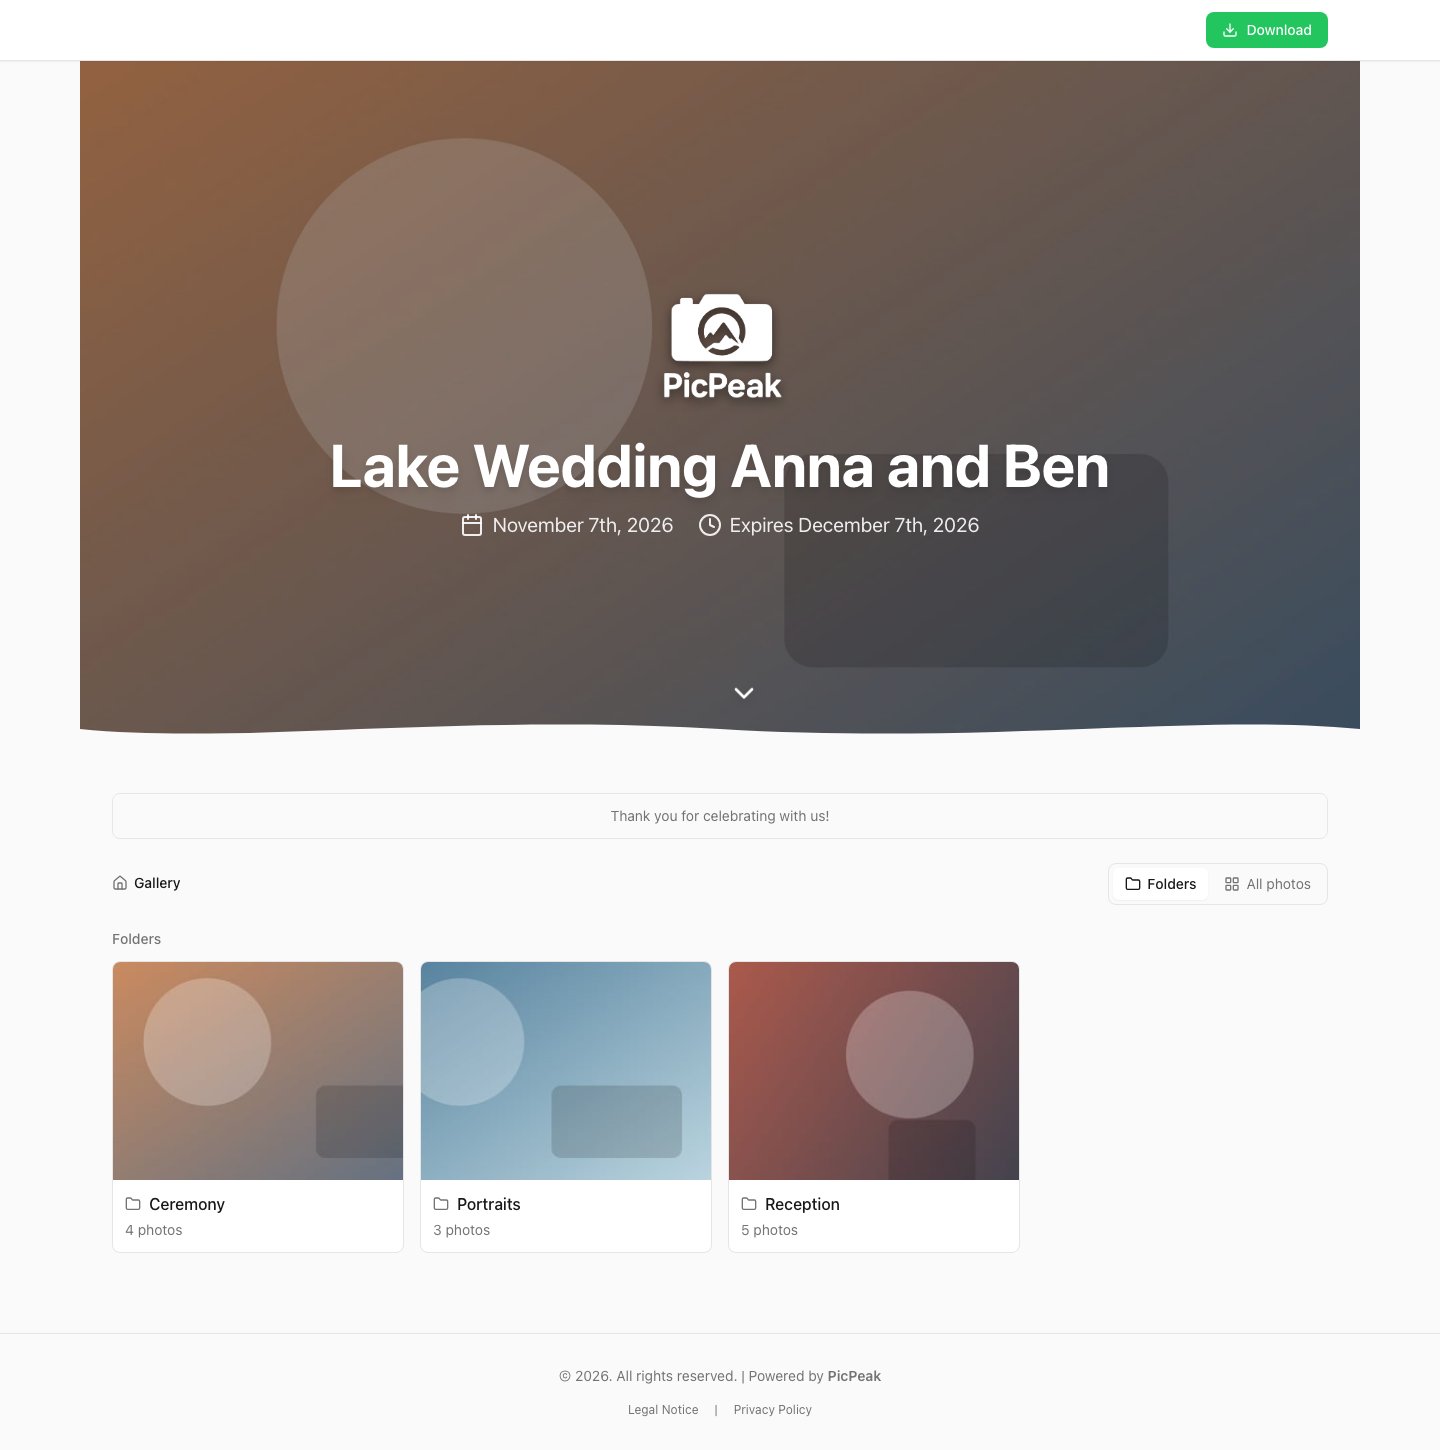 Download
PicPeak
Lake Wedding Anna and Ben
November 7th, 2026 Expires December 7th, 2026
Thank you for celebrating with us!
Gallery
Folders All photos
Folders
Ceremony
4 photos
Portraits
3 photos
Reception
5 photos
© 2026. All rights reserved. | Powered by PicPeak
Legal Notice | Privacy Policy